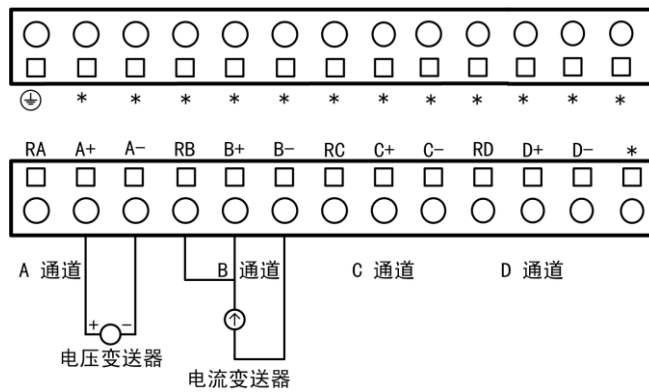 * * * * * * * * * * * *
RA A+ A- RB B+ B- RC C+ C- RD D+ D- *
A 通道 B 通道 C 通道 D 通道
+ -
电压变送器
电流变送器